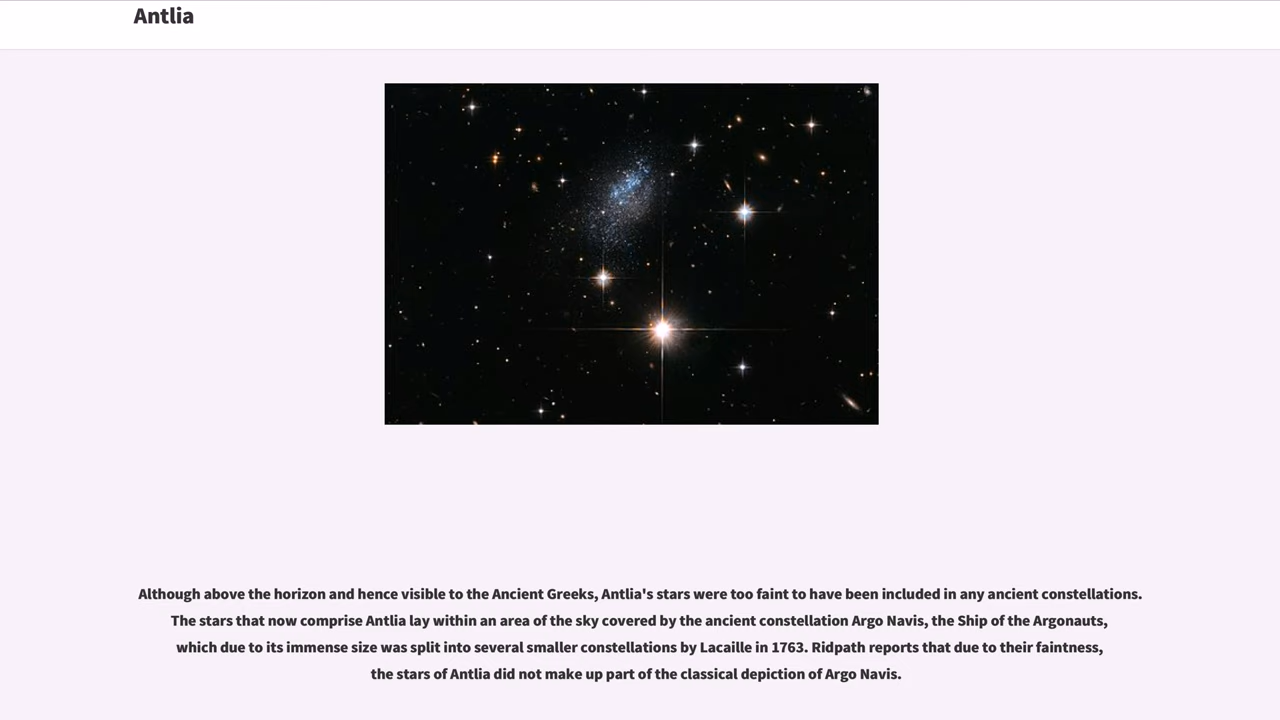 Antlia
Although above the horizon and hence visible to the Ancient Greeks, Antlia's stars were too faint to have been included in any ancient constellations.
The stars that now comprise Antlia lay within an area of the sky covered by the ancient constellation Argo Navis, the Ship of the Argonauts,
which due to its immense size was split into several smaller constellations by Lacaille in 1763. Ridpath reports that due to their faintness,
the stars of Antlia did not make up part of the classical depiction of Argo Navis.